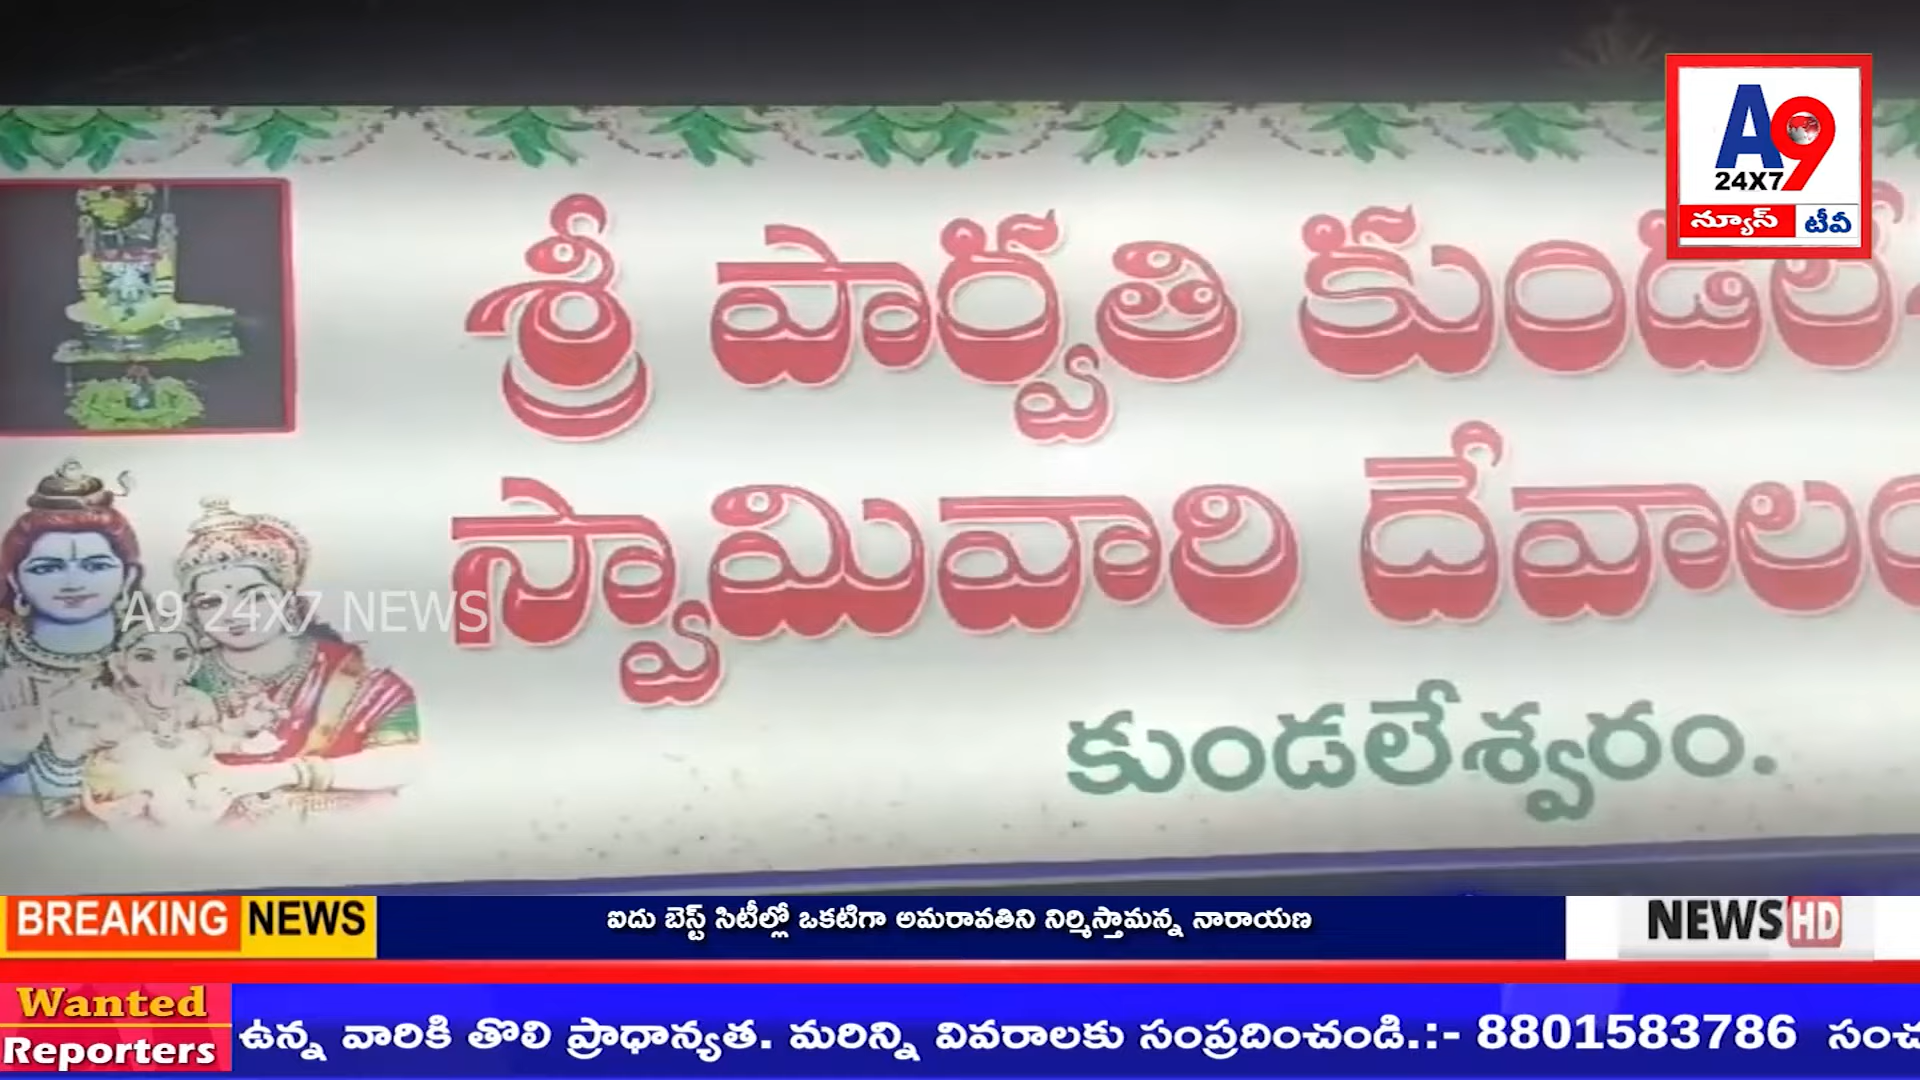 A9
24X7
న్యూస్ టీవీ
శ్రీ పార్వతి
స్వామివారి
కుండలేశ్వరం.
A9 24X7 NEWS
BREAKING NEWS
ఐదు బెస్ట్ సిటీల్లో ఒకటిగా అమరావతిని నిర్మిస్తామన్న నారాయణ
NEWS HD
Wanted
Reporters
ఉన్న వారికి తొలి ప్రాధాన్యత. మరిన్ని వివరాలకు సంప్రదించండి.:- 8801583786